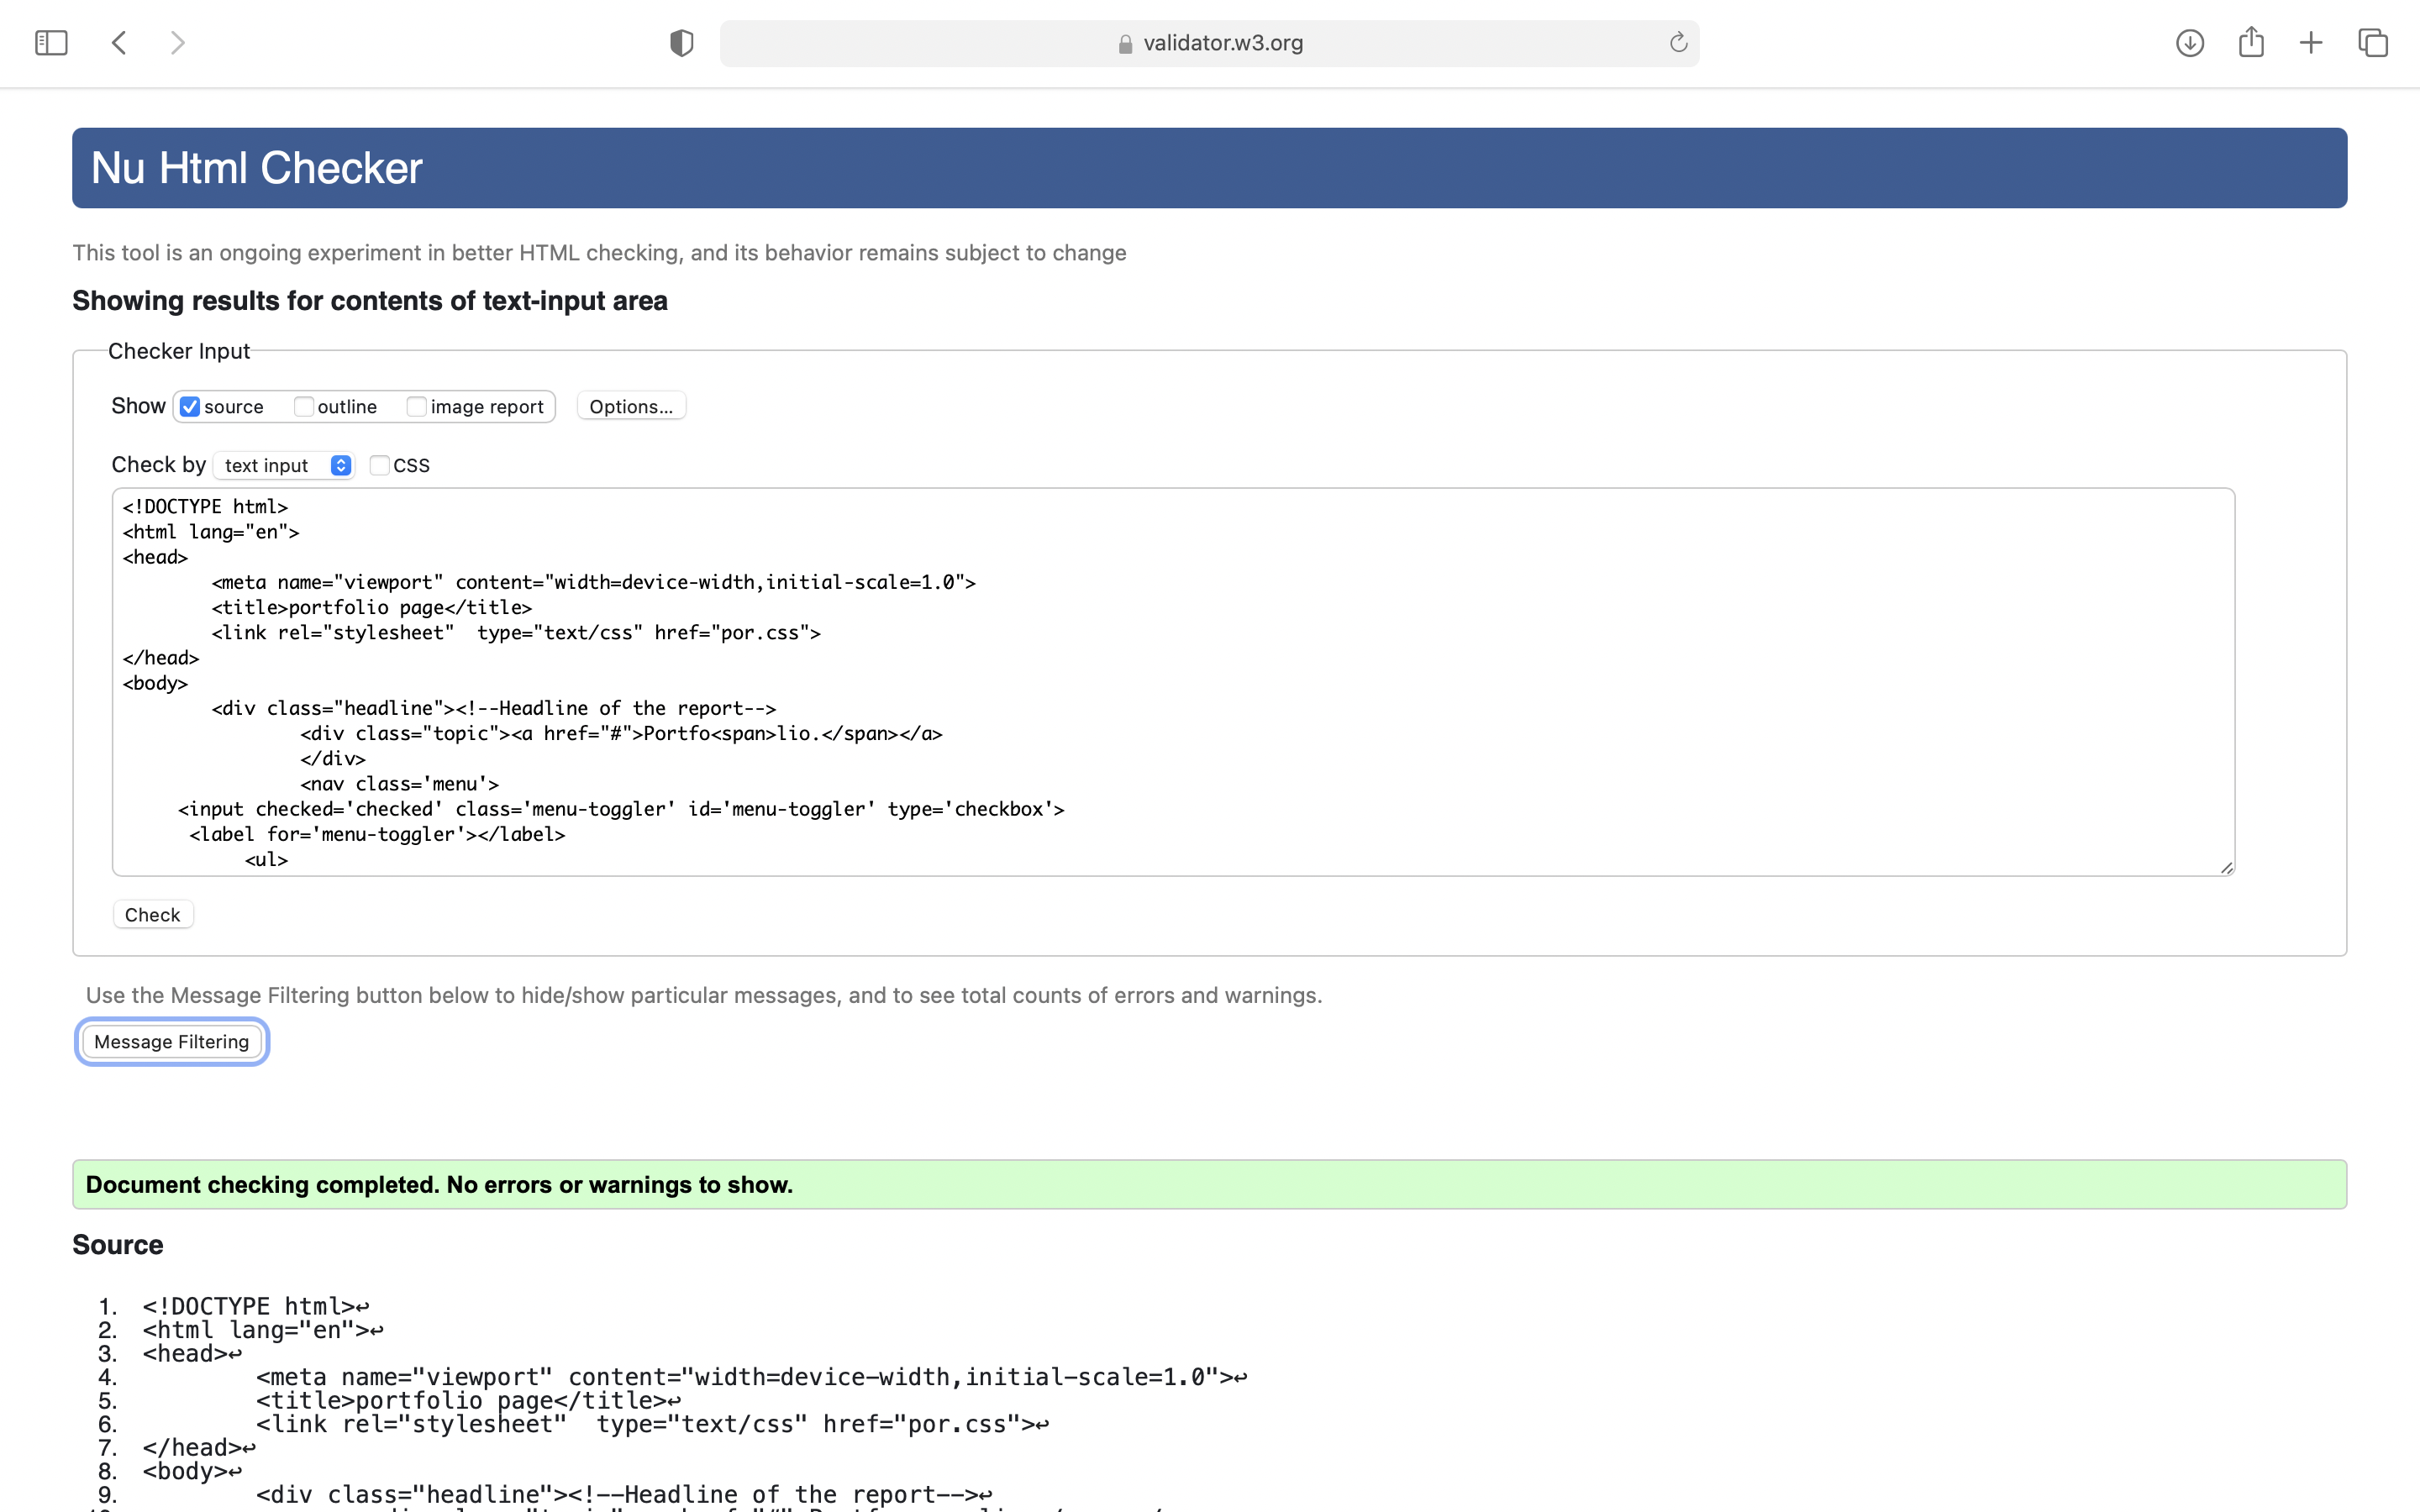 validator.w3.org
Nu Html Checker
This tool is an ongoing experiment in better HTML checking, and its behavior remains subject to change
Showing results for contents of text-input area
Checker Input
Show source outline image report Options...
Check by text input CSS
<!DOCTYPE html>
<html lang="en">
<head>
<meta name="viewport" content="width=device-width,initial-scale=1.0">
<title>portfolio page</title>
<link rel="stylesheet"  type="text/css" href="por.css">
</head>
<body>
<div class="headline"><!--Headline of the report-->
<div class="topic"><a href="#">Portfo<span>lio.</span></a>
</div>
<nav class='menu'>
<input checked='checked' class='menu-toggler' id='menu-toggler' type='checkbox'>
<label for='menu-toggler'></label>
<ul>
Check
Use the Message Filtering button below to hide/show particular messages, and to see total counts of errors and warnings.
Message Filtering
Document checking completed. No errors or warnings to show.
Source
1. <!DOCTYPE html>↩
2. <html lang="en">↩
3. <head>↩
4. <meta name="viewport" content="width=device-width,initial-scale=1.0">↩
5. <title>portfolio page</title>↩
6. <link rel="stylesheet"  type="text/css" href="por.css">↩
7. </head>↩
8. <body>↩
9. <div class="headline"><!--Headline of the report-->↩